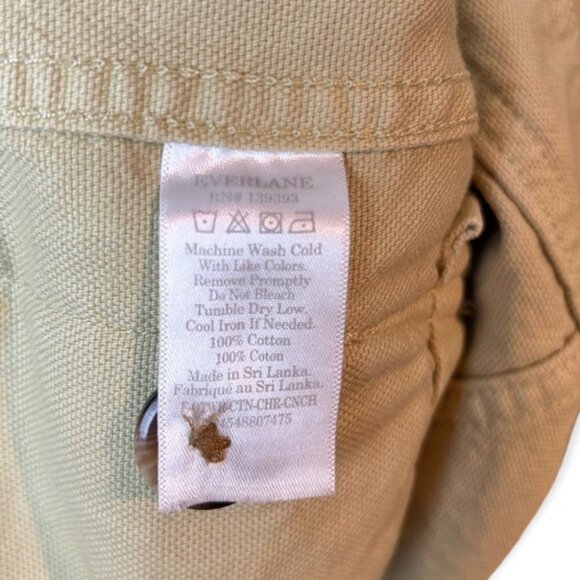 EVERLANE
RN# 139393
Machine Wash Cold
With Like Colors.
Remove Promptly
Do Not Bleach
Tumble Dry Low.
Cool Iron If Needed.
100% Cotton
100% Coton
Made in Sri Lanka.
Fabriqué au Sri Lanka.
4548807475